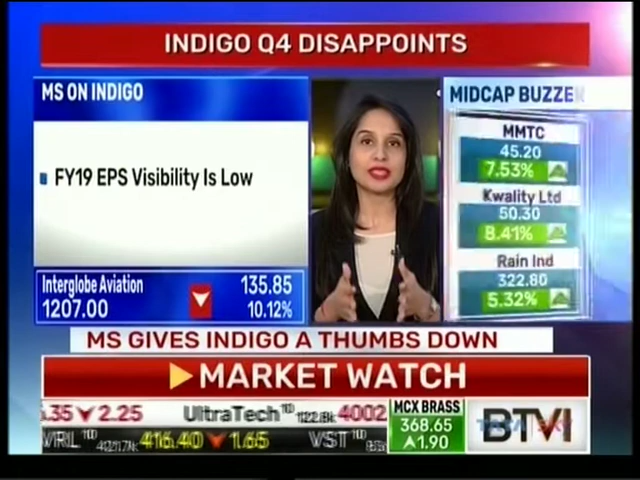 INDIGO Q4 DISAPPOINTS
MS ON INDIGO
FY19 EPS Visibility Is Low
Interglobe Aviation 135.85
1207.00 10.12%
MIDCAP BUZZE
MMTC
45.20
7.53%
Kwality Ltd
50.30
8.41%
Rain Ind
322.80
5.32%
MS GIVES INDIGO A THUMBS DOWN
MARKET WATCH
.35 2.25 UltraTech 4002
416.40 1.65 VST
MCX BRASS
368.65
1.90
BTVI